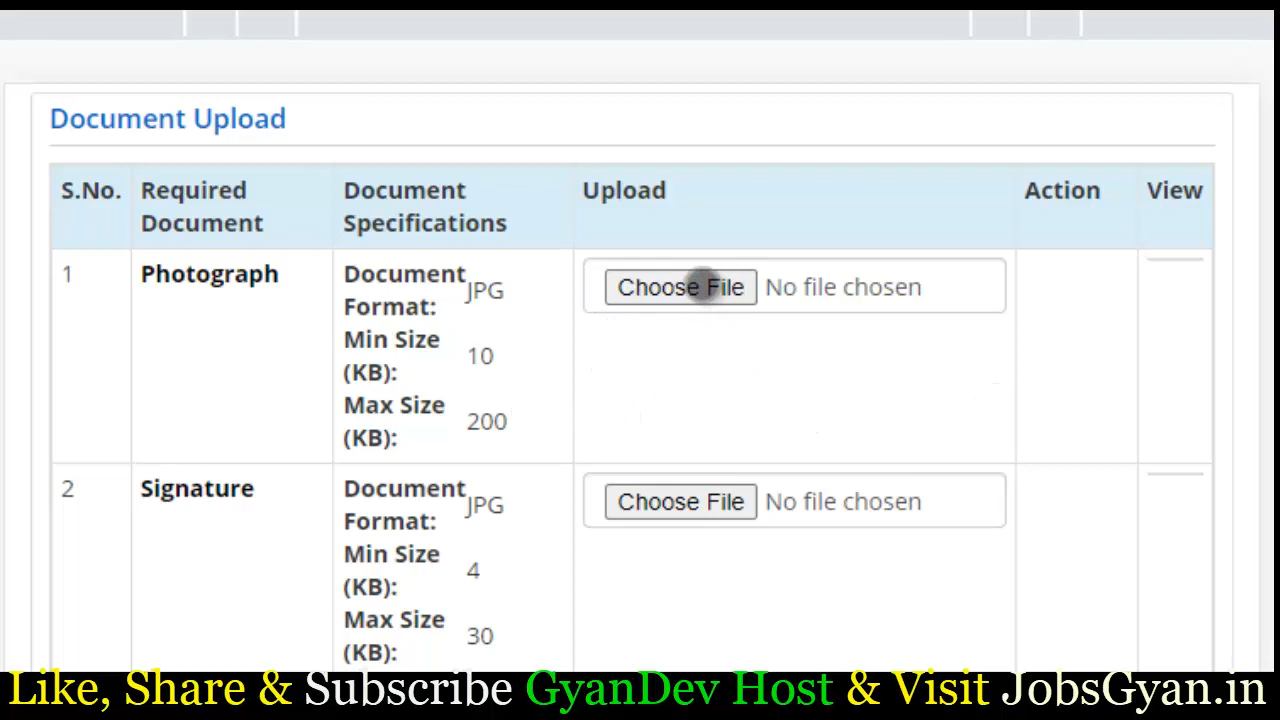 Document Upload
S.No. Required Document Document Specifications Upload Action View
1 Photograph Document Format: JPG Choose File No file chosen
Min Size (KB): 10
Max Size (KB): 200
2 Signature Document Format: JPG Choose File No file chosen
Min Size (KB): 4
Max Size (KB): 30
Like, Share & Subscribe GyanDev Host & Visit JobsGyan.in